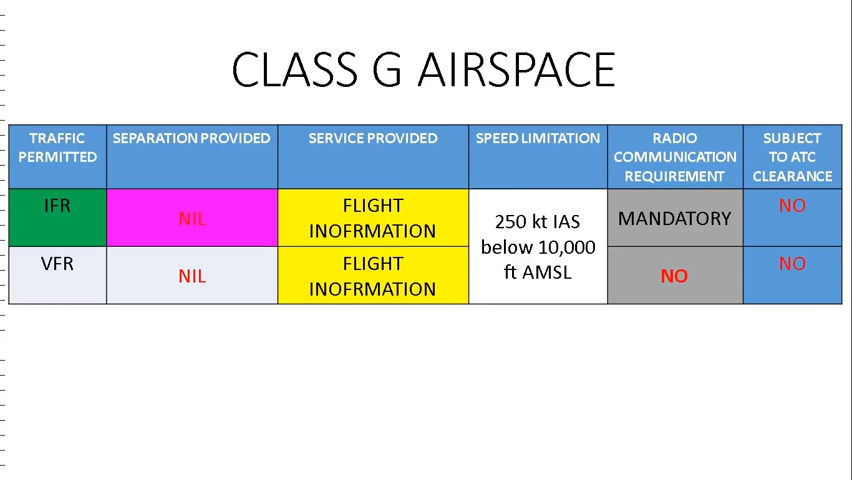 CLASS G AIRSPACE
TRAFFIC
PERMITTED
SEPARATION PROVIDED
SERVICE PROVIDED
SPEED LIMITATION
RADIO
COMMUNICATION
REQUIREMENT
SUBJECT
TO ATC
CLEARANCE
IFR
NIL
FLIGHT
INOFRMATION
250 kt IAS
below 10,000
ft AMSL
MANDATORY
NO
VFR
NIL
FLIGHT
INOFRMATION
NO
NO